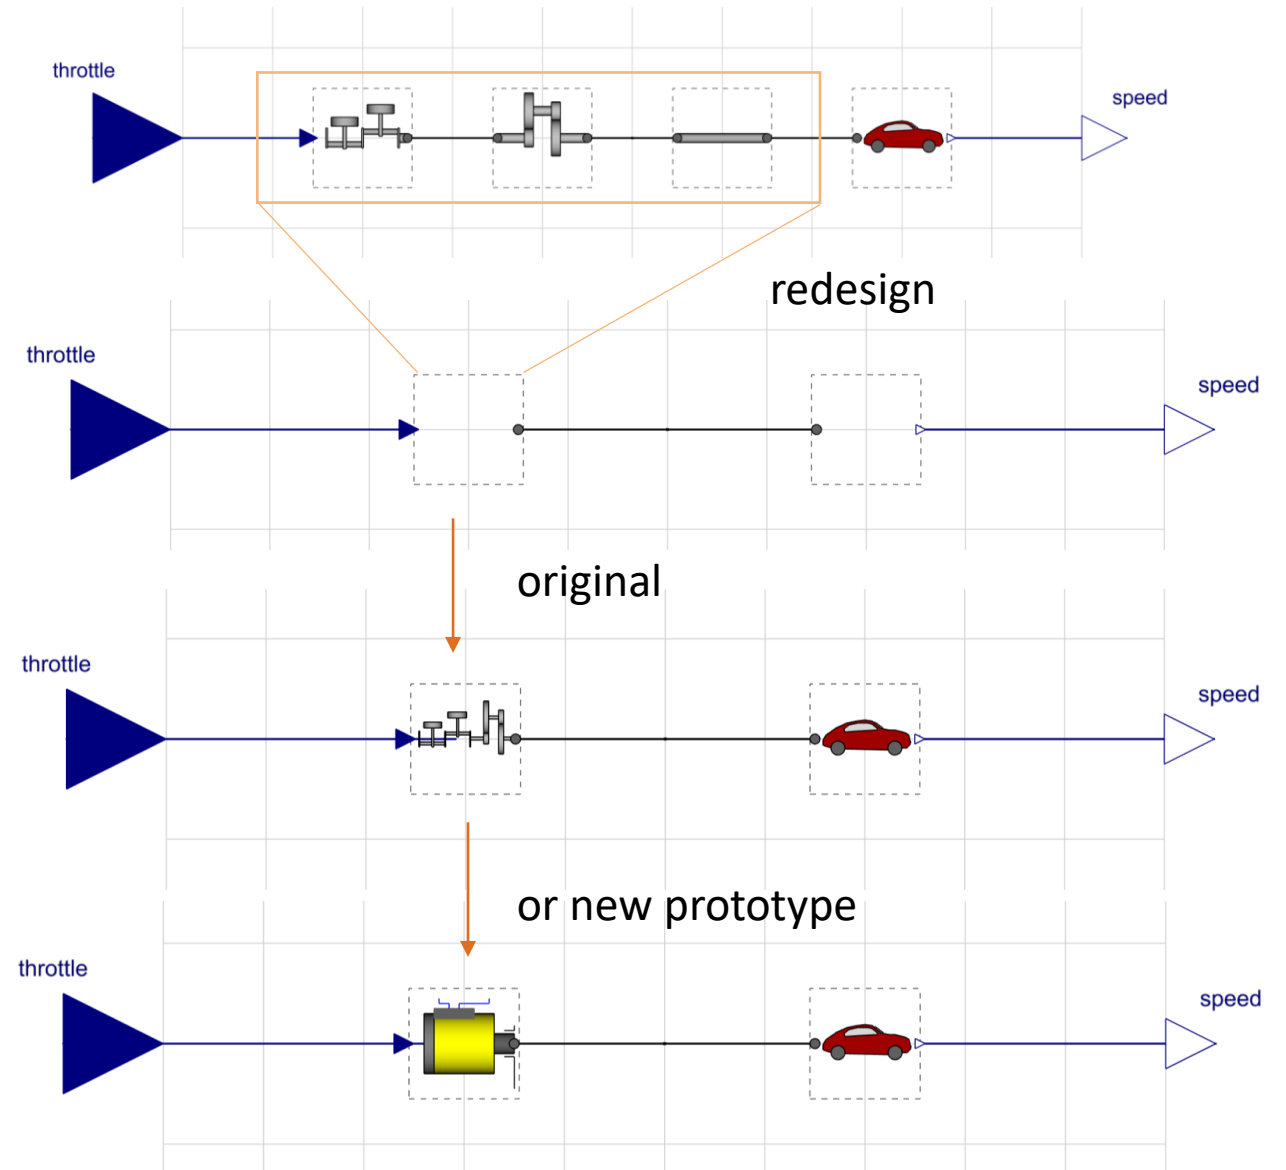 throttle
speed
redesign
throttle
speed
original
throttle
speed
or new prototype
throttle
speed